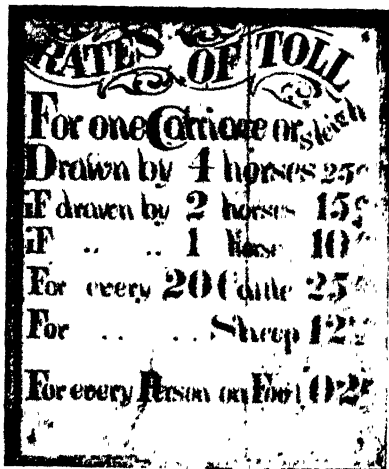 RATES OF TOLL
For one Carriage or sleigh
Drawn by 4 horses 25¢
if drawen by 2 horses 15¢
iF .. .. 1 Horse 10¢
For every 20 Cattle 25¢
For .. .. Sheep 12½
For every Person on Foot 02¢